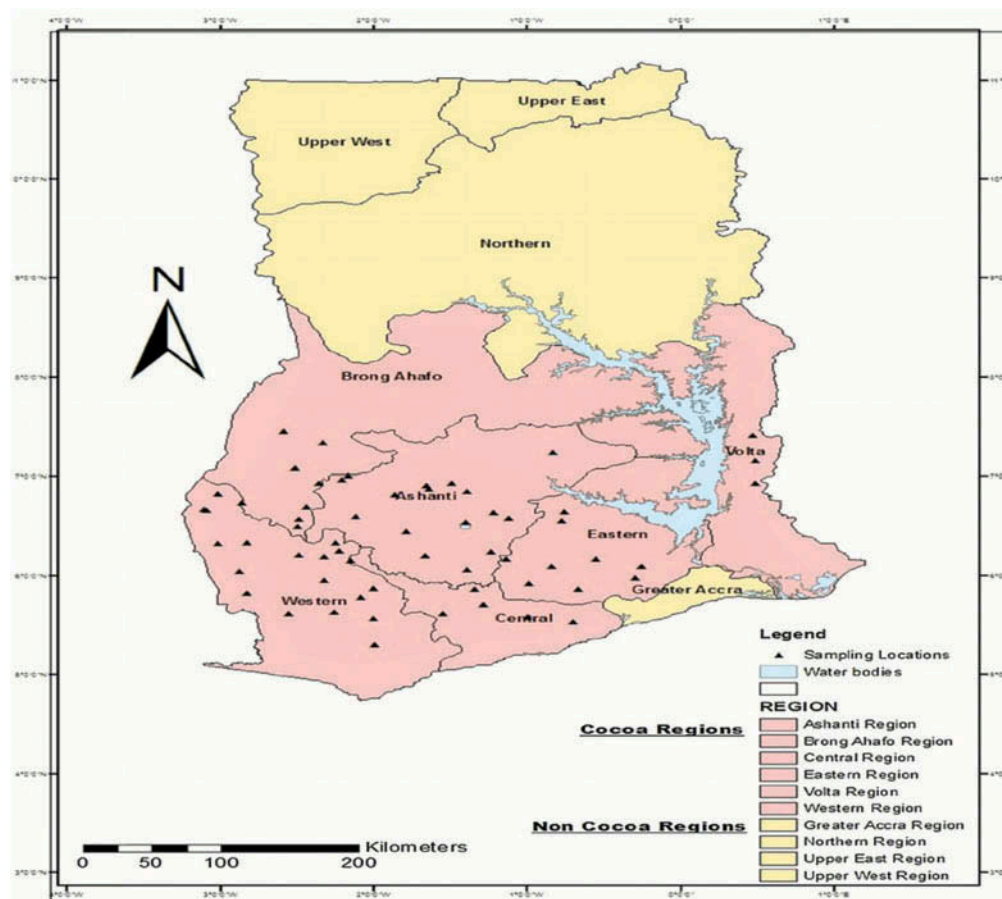 Upper East
Upper West
Northern
N
Brong Ahafo
Volta
Ashanti
Eastern
Western
Greater Accra
Central
Legend
Sampling Locations
Water bodies
REGION
Cocoa Regions
Ashanti Region
Brong Ahafo Region
Central Region
Eastern Region
Volta Region
Western Region
Non Cocoa Regions
Greater Accra Region
Northern Region
Upper East Region
Upper West Region
Kilometers
0 25 50 100 200